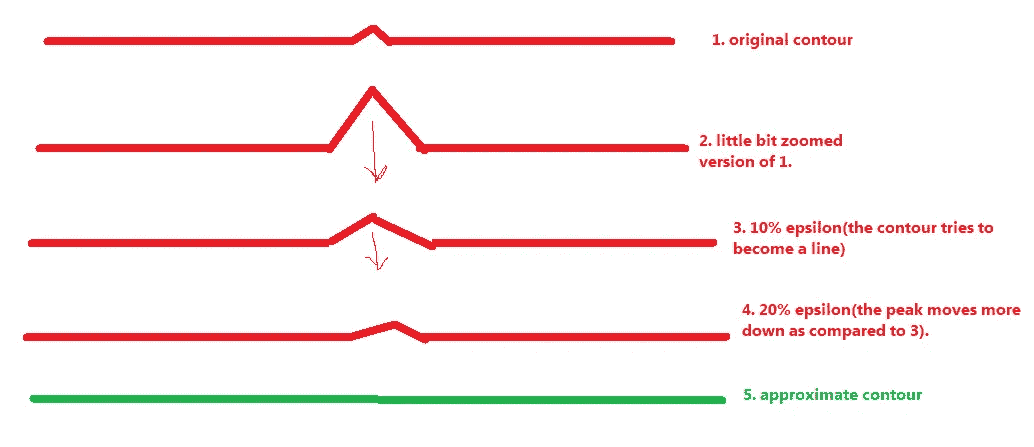 1. original contour
2. little bit zoomed
version of 1.
3. 10% epsilon(the contour tries to
become a line)
4. 20% epsilon(the peak moves more
down as compared to 3).
5. approximate contour